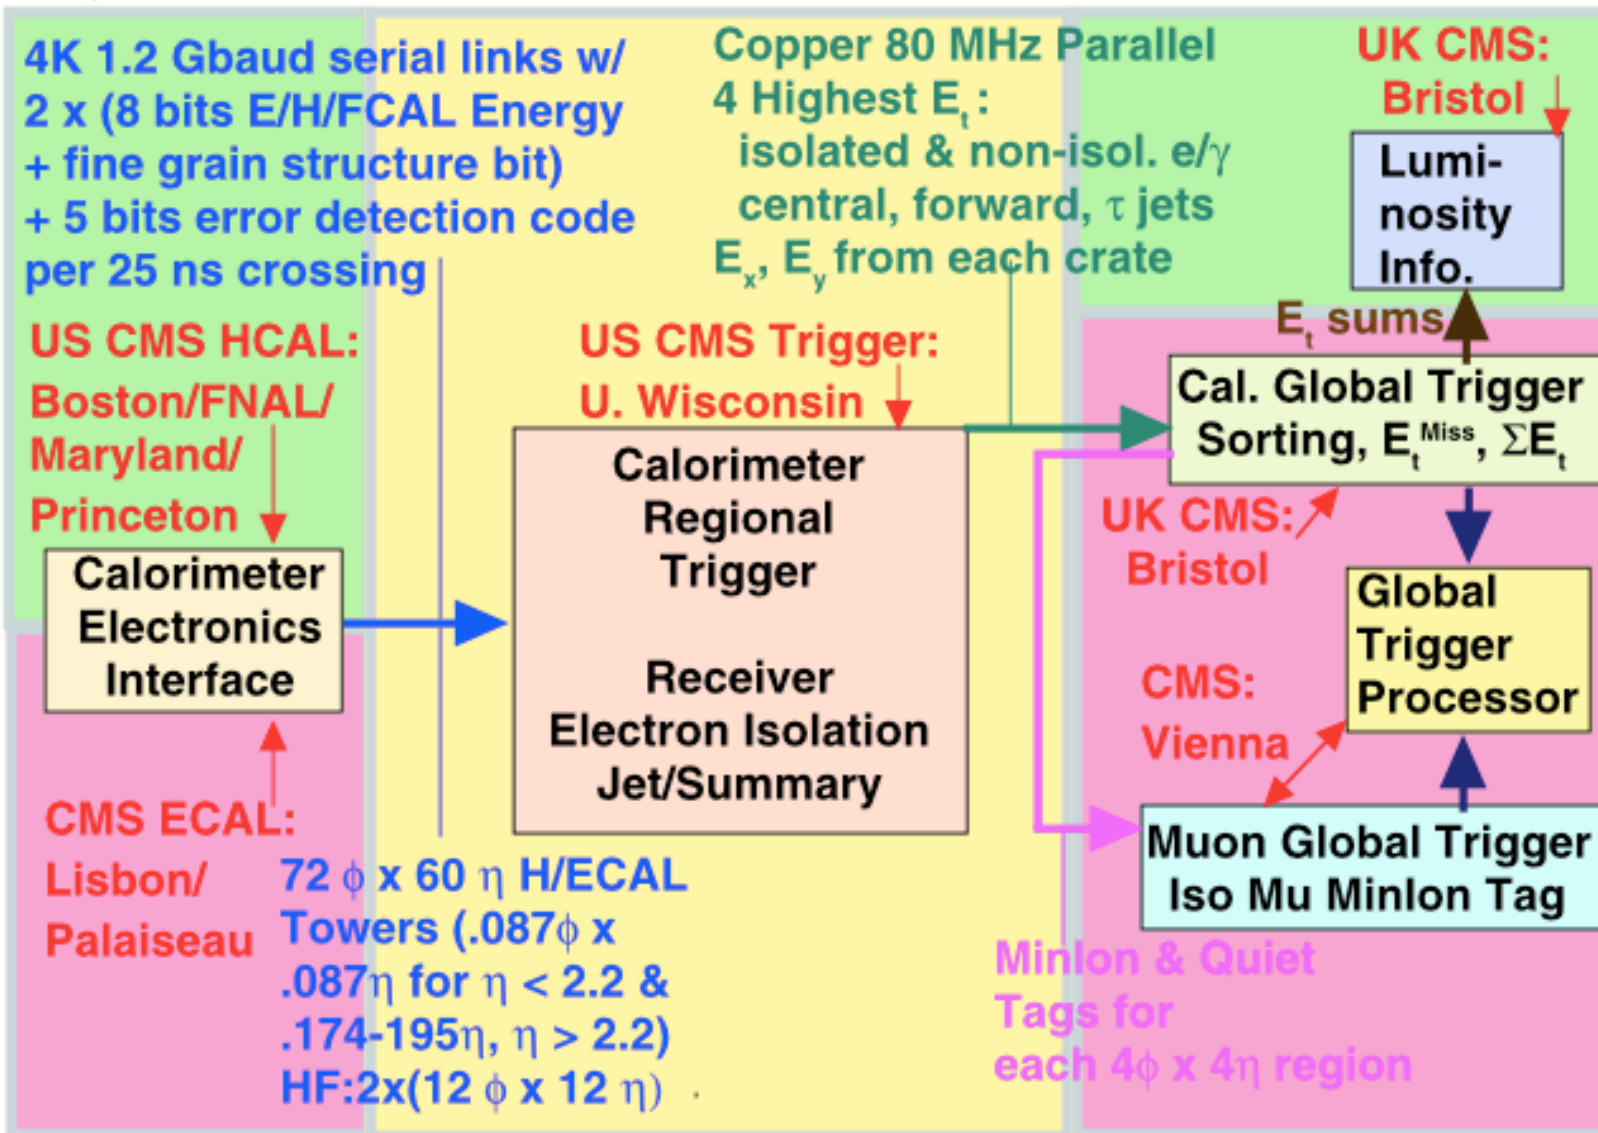 4K 1.2 Gbaud serial links w/
2 x (8 bits E/H/FCAL Energy
+ fine grain structure bit)
+ 5 bits error detection code
per 25 ns crossing
US CMS HCAL:
Boston/FNAL/
Maryland/
Princeton
Calorimeter
Electronics
Interface
CMS ECAL:
Lisbon/
Palaiseau
72 ϕ x 60 η H/ECAL
Towers (.087ϕ x
.087η for η < 2.2 &
.174-195η, η > 2.2)
HF:2x(12 ϕ x 12 η)
Copper 80 MHz Parallel
4 Highest Et:
isolated & non-isol. e/γ
central, forward, τ jets
Ex, Ey from each crate
US CMS Trigger:
U. Wisconsin
Calorimeter
Regional
Trigger
Receiver
Electron Isolation
Jet/Summary
UK CMS:
Bristol
Lumi-
nosity
Info.
Et sums
Cal. Global Trigger
Sorting, EtMiss, ΣEt
UK CMS:
Bristol
Global
Trigger
Processor
CMS:
Vienna
Muon Global Trigger
Iso Mu MinIon Tag
MinIon & Quiet
Tags for
each 4ϕ x 4η region